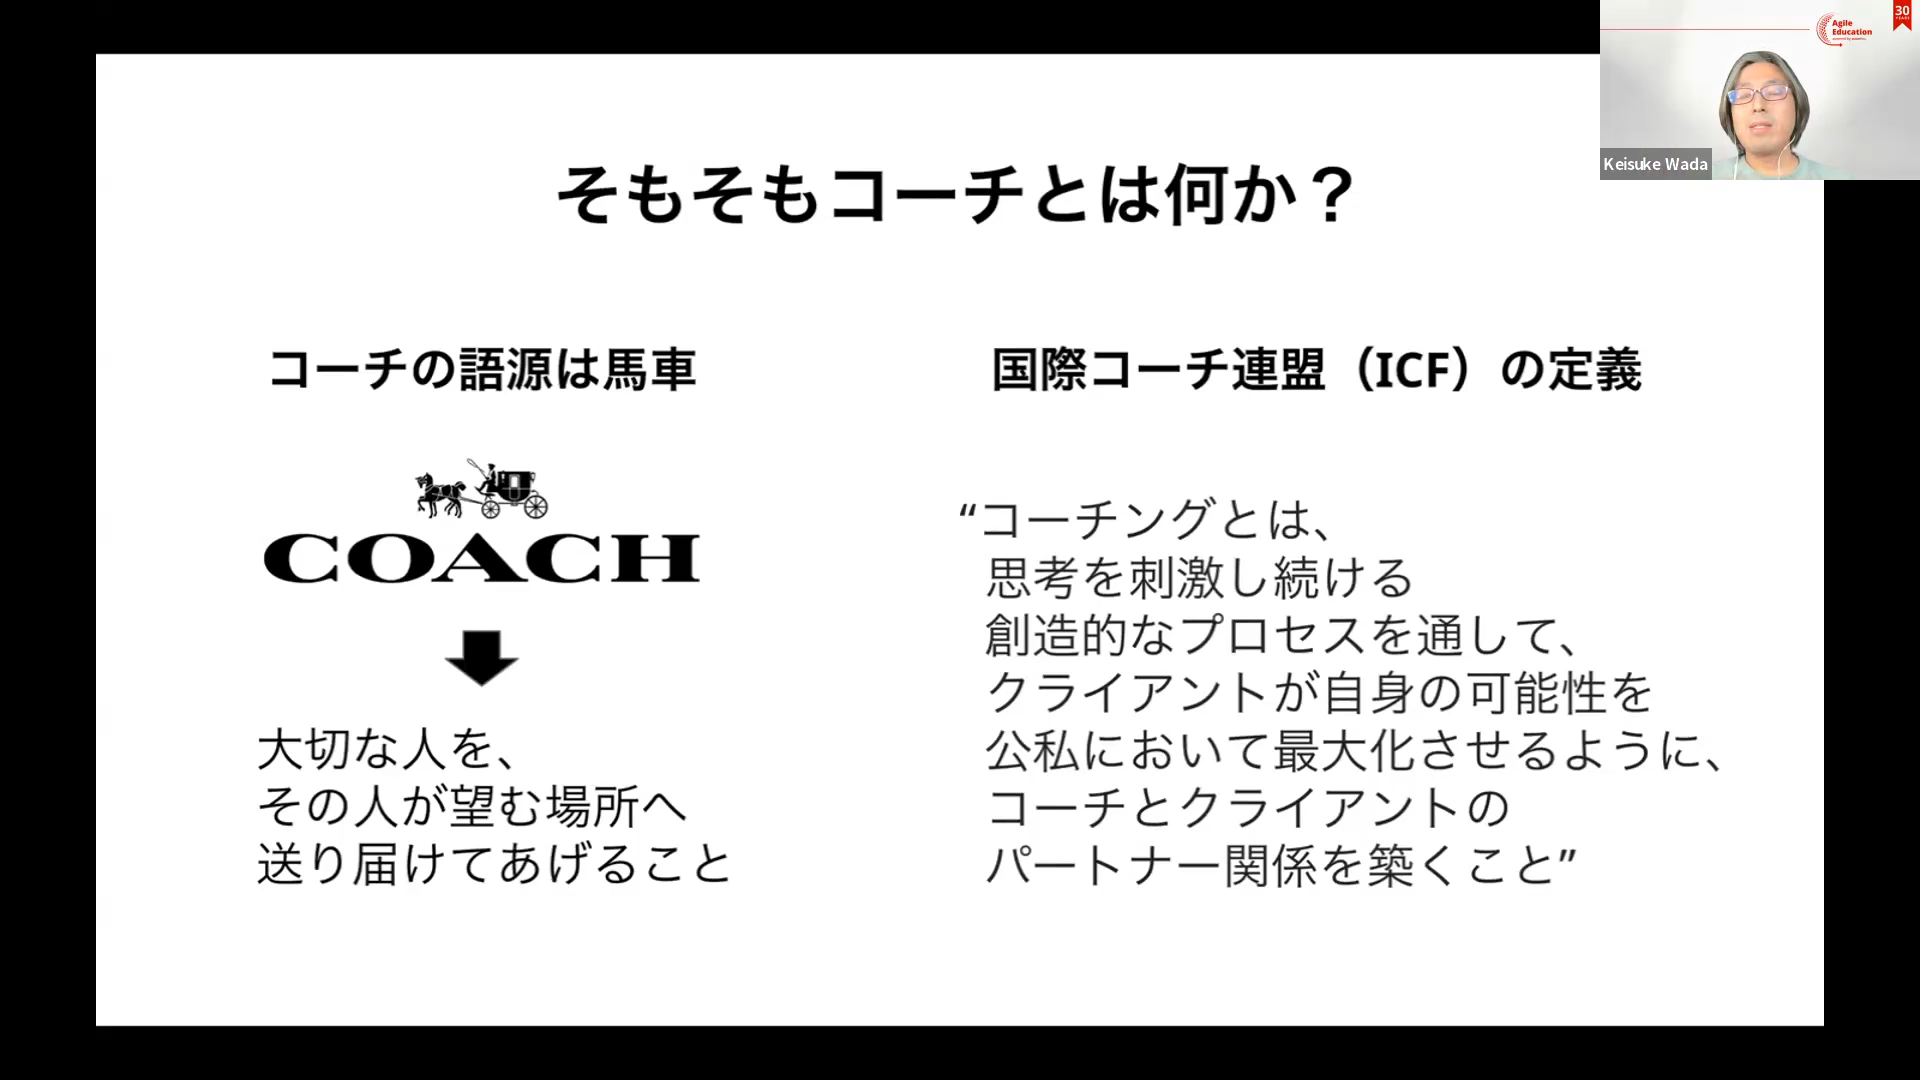 そもそもコーチとは何か？
コーチの語源は馬車
COACH
大切な人を、
その人が望む場所へ
送り届けてあげること
国際コーチ連盟（ICF）の定義
“コーチングとは、
思考を刺激し続ける
創造的なプロセスを通して、
クライアントが自身の可能性を
公私において最大化させるように、
コーチとクライアントの
パートナー関係を築くこと”
Agile
Education
30
YEARS
Keisuke Wada